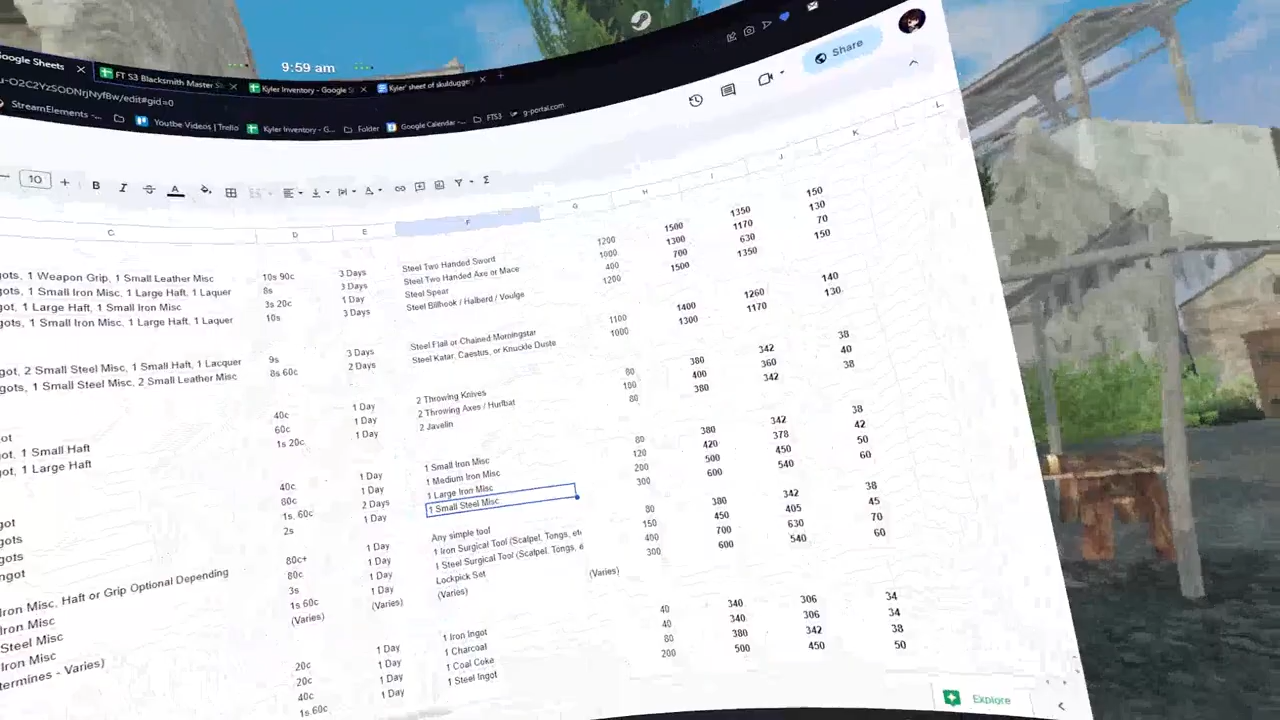 9:59 am
Google Sheets
FT S3 Blacksmith Master S
Kyler Inventory - Google S
Kyler' sheet of skuldugge
u-O2C2YzSODNrjNyfBw/edit#gid=0
StreamElements -...
Youtbe Videos | Trello
Kyler Inventory - G...
Folder
Google Calendar -...
FTS3
g-portal.com
Share
10
B I A
C D E F G H I J K L
ots, 1 Weapon Grip, 1 Small Leather Misc 10s 90c 3 Days Steel Two Handed Sword 1200 1500 1350 150
ots, 1 Small Iron Misc, 1 Large Haft, 1 Laquer 8s 3 Days Steel Two Handed Axe or Mace 1000 1300 1170 130
ot, 1 Large Haft, 1 Small Iron Misc 3s 20c 1 Day Steel Spear 400 700 630 70
ots, 1 Small Iron Misc, 1 Large Haft, 1 Laquer 10s 3 Days Steel Billhook / Halberd / Voulge 1200 1500 1350 150
got, 2 Small Steel Misc, 1 Small Haft, 1 Lacquer 9s 3 Days Steel Flail or Chained Morningstar 1100 1400 1260 140
gots, 1 Small Steel Misc, 2 Small Leather Misc 8s 60c 2 Days Steel Katar, Caestus, or Knuckle Duste 1000 1300 1170 130
ot 40c 1 Day 2 Throwing Knives 80 380 342 38
got, 1 Small Haft 60c 1 Day 2 Throwing Axes / Hurlbat 100 400 360 40
got, 1 Large Haft 1s 20c 1 Day 2 Javelin 80 380 342 38
got 40c 1 Day 1 Small Iron Misc 80 380 342 38
gots 60c 1 Day 1 Medium Iron Misc 120 420 378 42
gots 1s 60c 2 Days 1 Large Iron Misc 200 500 450 50
ngot 2s 1 Day 1 Small Steel Misc 300 600 540 60
Iron Misc, Haft or Grip Optional Depending 80c+ 1 Day Any simple tool 80 380 342 38
Iron Misc 80c 1 Day 1 Iron Surgical Tool (Scalpel, Tongs, etc 150 450 405 45
Steel Misc 3s 1 Day 1 Steel Surgical Tool (Scalpel, Tongs, e 400 700 630 70
Iron Misc 1s 60c 1 Day Lockpick Set 300 600 540 60
termines - Varies) (Varies) (Varies) (Varies) (Varies)
20c 1 Day 1 Iron Ingot 40 340 306 34
20c 1 Day 1 Charcoal 40 340 306 34
40c 1 Day 1 Coal Coke 80 380 342 38
1s 60c 1 Day 1 Steel Ingot 200 500 450 50
Explore